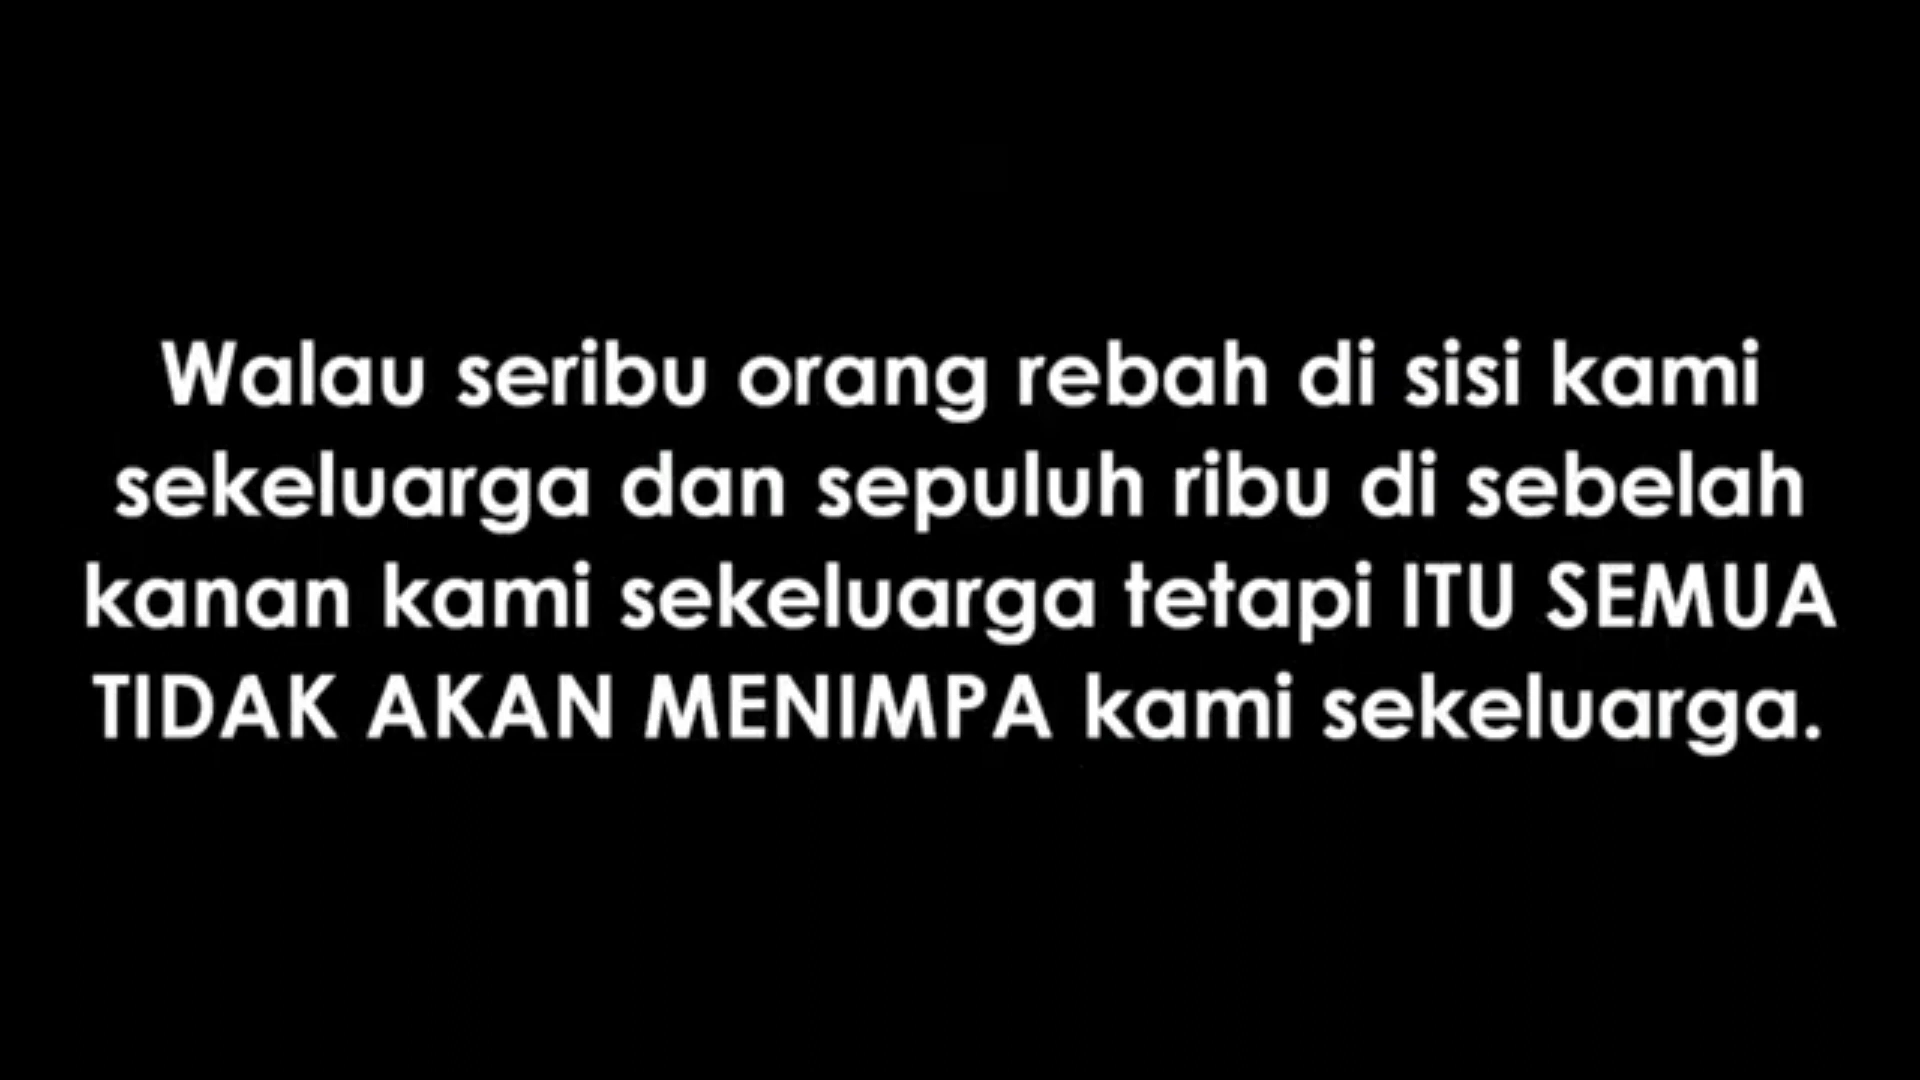 Walau seribu orang rebah di sisi kami
sekeluarga dan sepuluh ribu di sebelah
kanan kami sekeluarga tetapi ITU SEMUA
TIDAK AKAN MENIMPA kami sekeluarga.